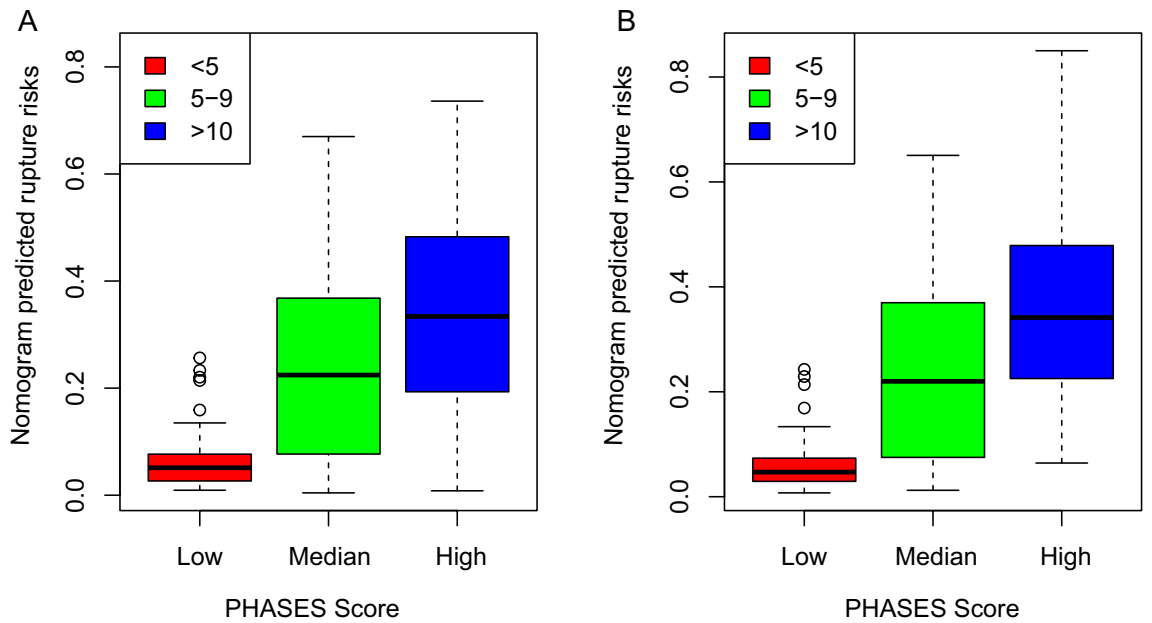 A
Nomogram predicted rupture risks
0.8
0.6
0.4
0.2
0.0
<5
5−9
>10
Low Median High
PHASES Score
B
Nomogram predicted rupture risks
0.8
0.6
0.4
0.2
0.0
<5
5−9
>10
Low Median High
PHASES Score